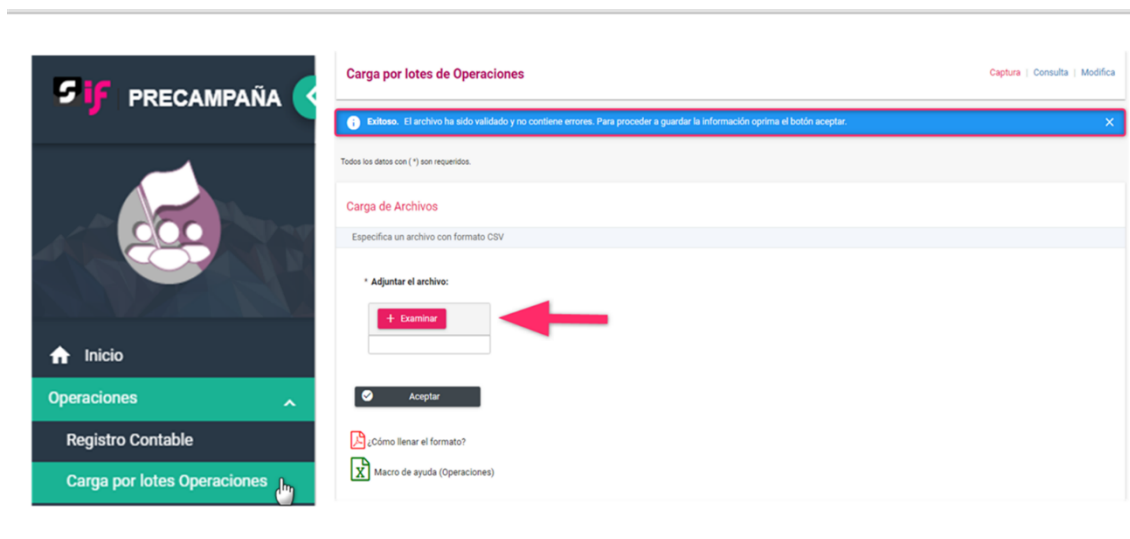 Sif PRECAMPAÑA
Inicio
Operaciones
Registro Contable
Carga por lotes Operaciones
Carga por lotes de Operaciones
Captura | Consulta | Modifica
Exitoso. El archivo ha sido validado y no contiene errores. Para proceder a guardar la información oprima el botón aceptar.
Todos los datos con ( *) son requeridos.
Carga de Archivos
Especifica un archivo con formato CSV
* Adjuntar el archivo:
+ Examinar
Aceptar
¿Cómo llenar el formato?
Macro de ayuda (Operaciones)